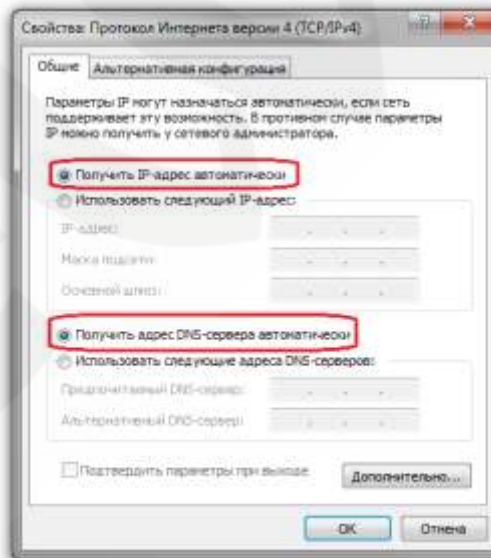 Свойства: Протокол Интернета версии 4 (TCP/IPv4)
Общие
Альтернативная конфигурация
Параметры IP могут назначаться автоматически, если сеть
поддерживает эту возможность. В противном случае параметры
IP можно получить у сетевого администратора.
Получить IP-адрес автоматически
Использовать следующий IP-адрес:
IP-адрес:
Маска подсети:
Основной шлюз:
Получить адрес DNS-сервера автоматически
Использовать следующие адреса DNS-серверов:
Предпочитаемый DNS-сервер:
Альтернативный DNS-сервер:
Подтвердить параметры при выходе
Дополнительно...
ОК
Отмена